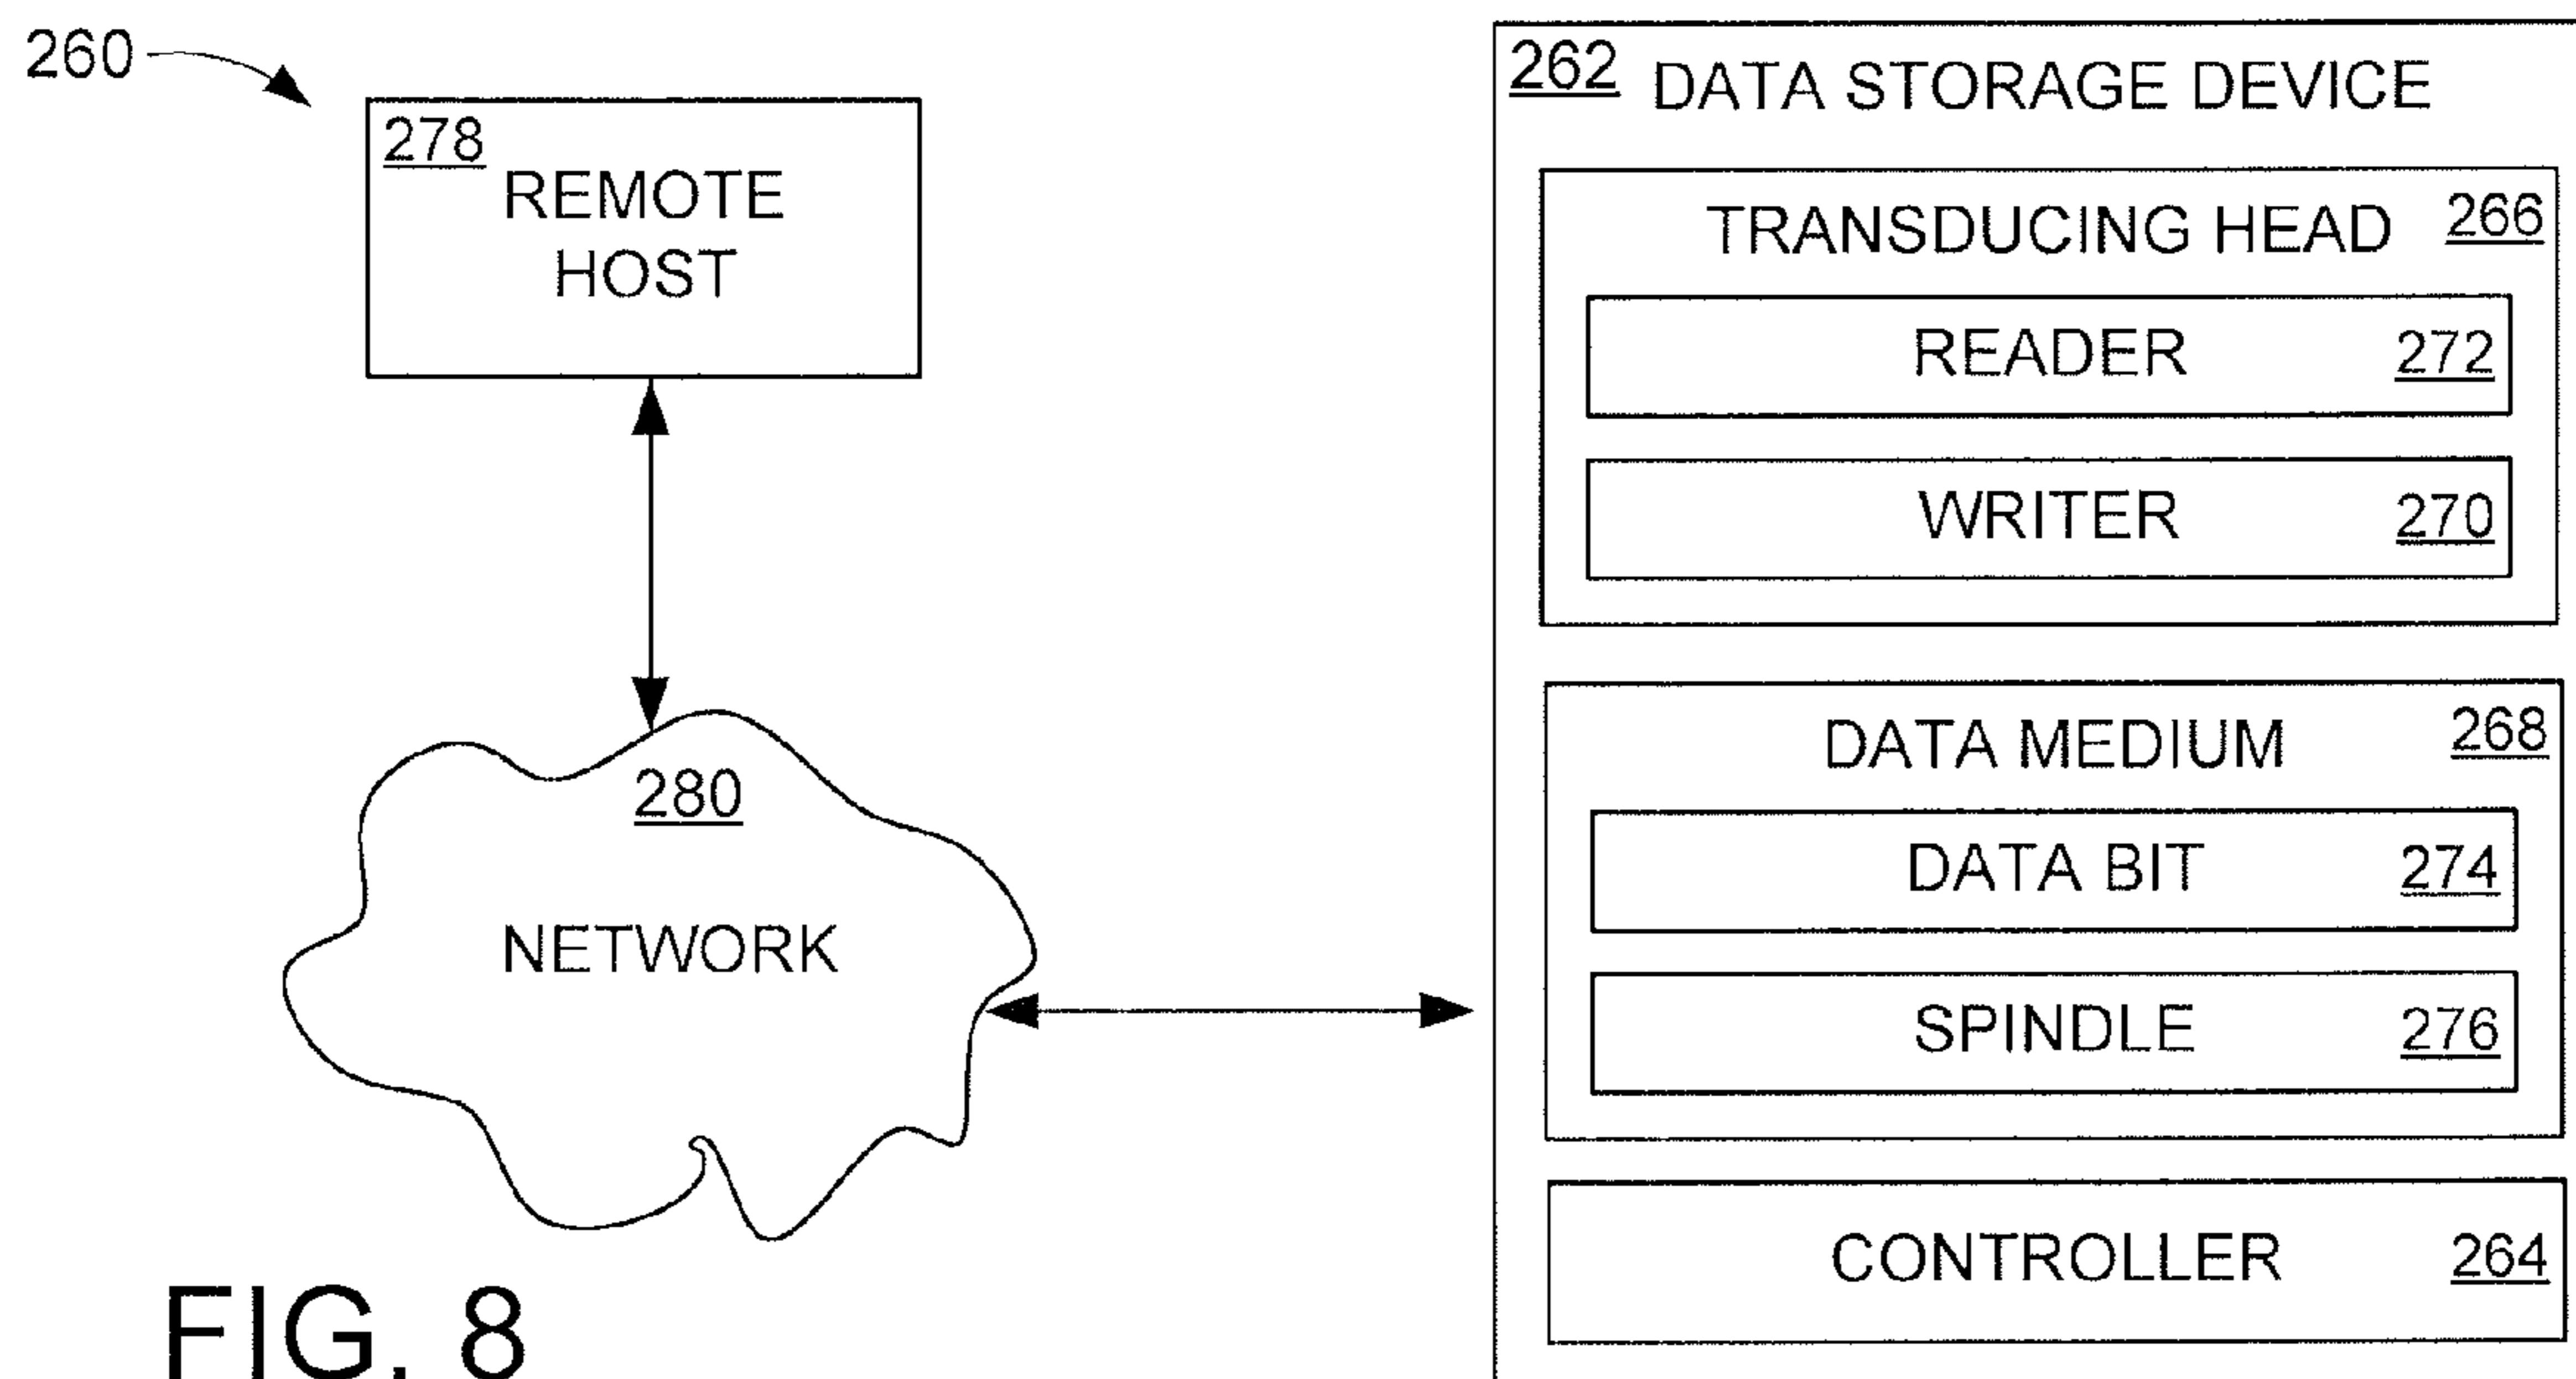 260
278
REMOTE
HOST
280
NETWORK
262 DATA STORAGE DEVICE
TRANSDUCING HEAD 266
READER 272
WRITER 270
DATA MEDIUM 268
DATA BIT 274
SPINDLE 276
CONTROLLER 264
FIG. 8